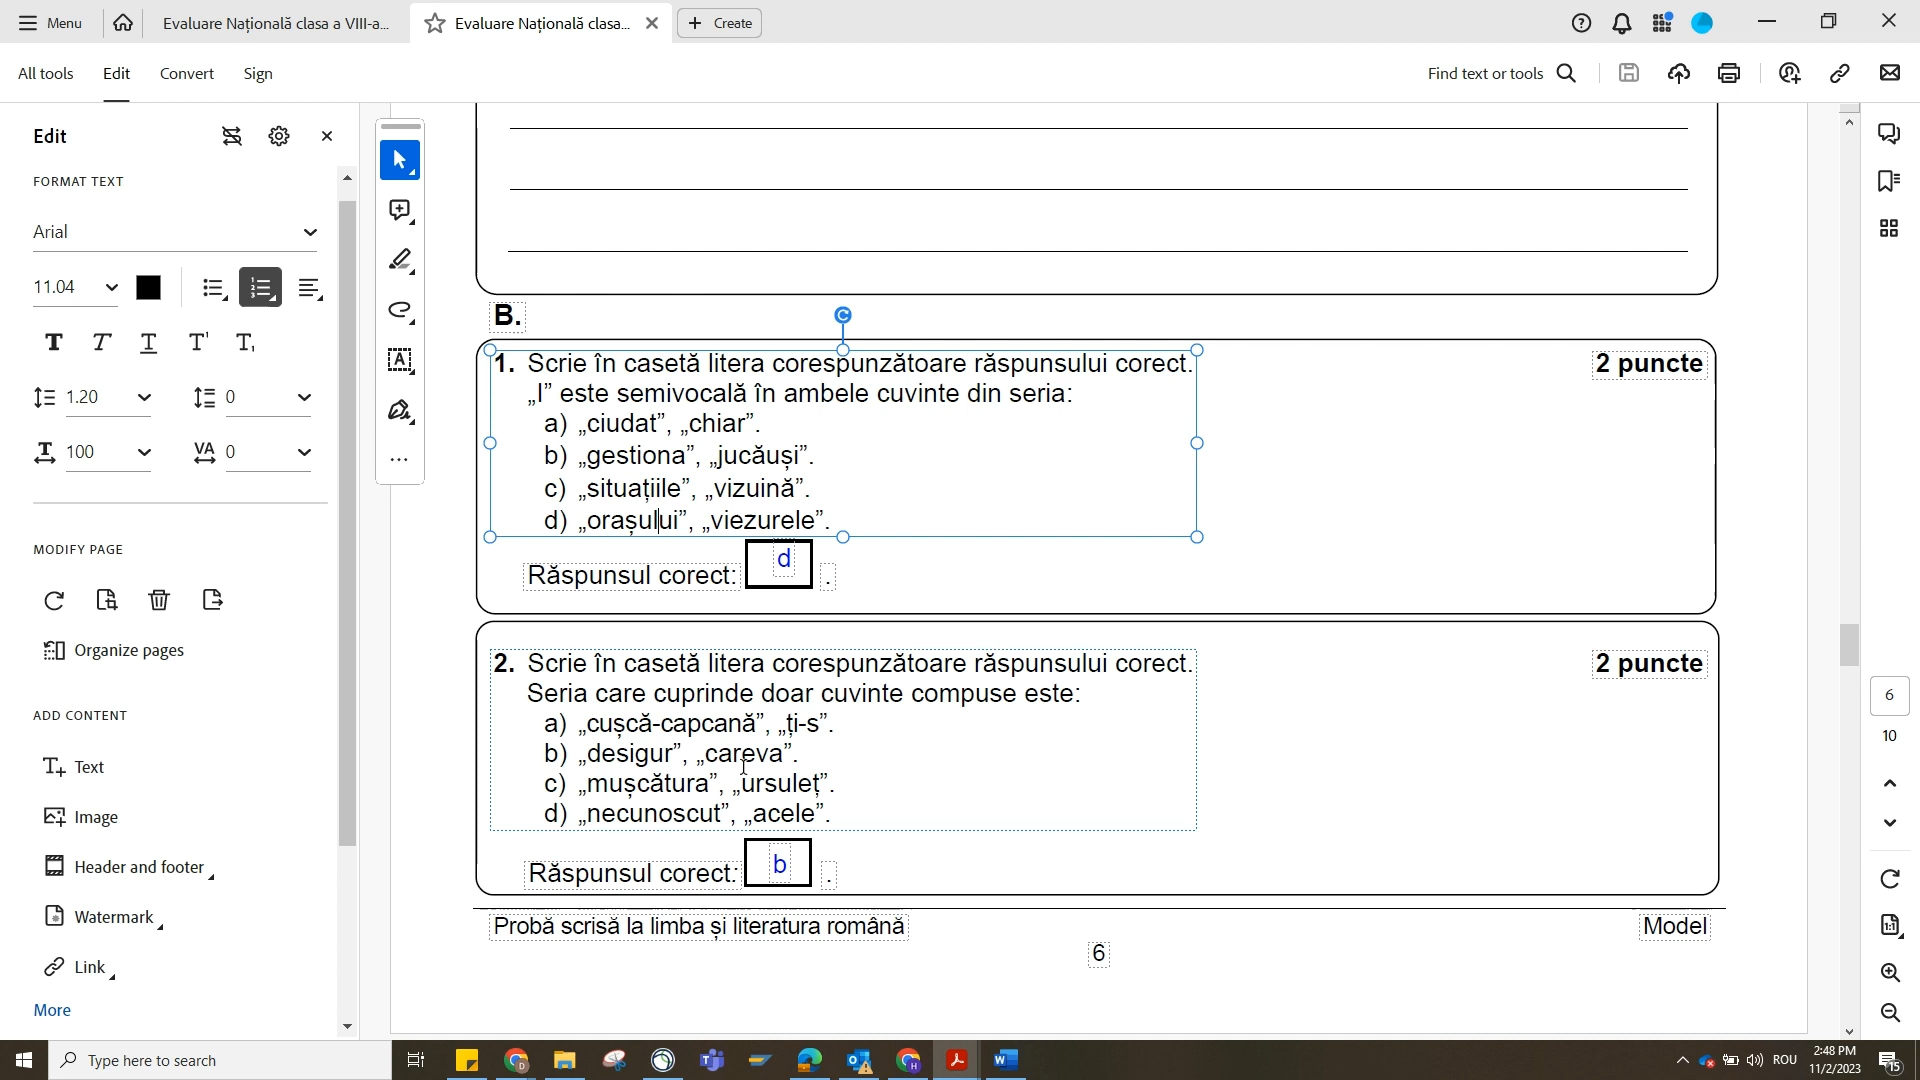 Menu
Evaluare Națională clasa a VIII-a...
Evaluare Națională clasa...
Create
All tools
Edit
Convert
Sign
Find text or tools
Edit
FORMAT TEXT
Arial
11.04
1.20
0
100
0
MODIFY PAGE
Organize pages
ADD CONTENT
Text
Image
Header and footer
Watermark
Link
More
B.
1. Scrie în casetă litera corespunzătoare răspunsului corect. 2 puncte
„I” este semivocală în ambele cuvinte din seria:
a) „ciudat”, „chiar”.
b) „gestiona”, „jucăuși”.
c) „situațiile”, „vizuină”.
d) „orașului”, „viezurele”.
Răspunsul corect: d .
2. Scrie în casetă litera corespunzătoare răspunsului corect. 2 puncte
Seria care cuprinde doar cuvinte compuse este:
a) „cușcă-capcană”, „ți-s”.
b) „desigur”, „careva”.
c) „mușcătura”, „ursuleț”.
d) „necunoscut”, „acele”.
Răspunsul corect: b .
Probă scrisă la limba și literatura română Model
6
6
10
Type here to search
ROU
2:48 PM
11/2/2023
15